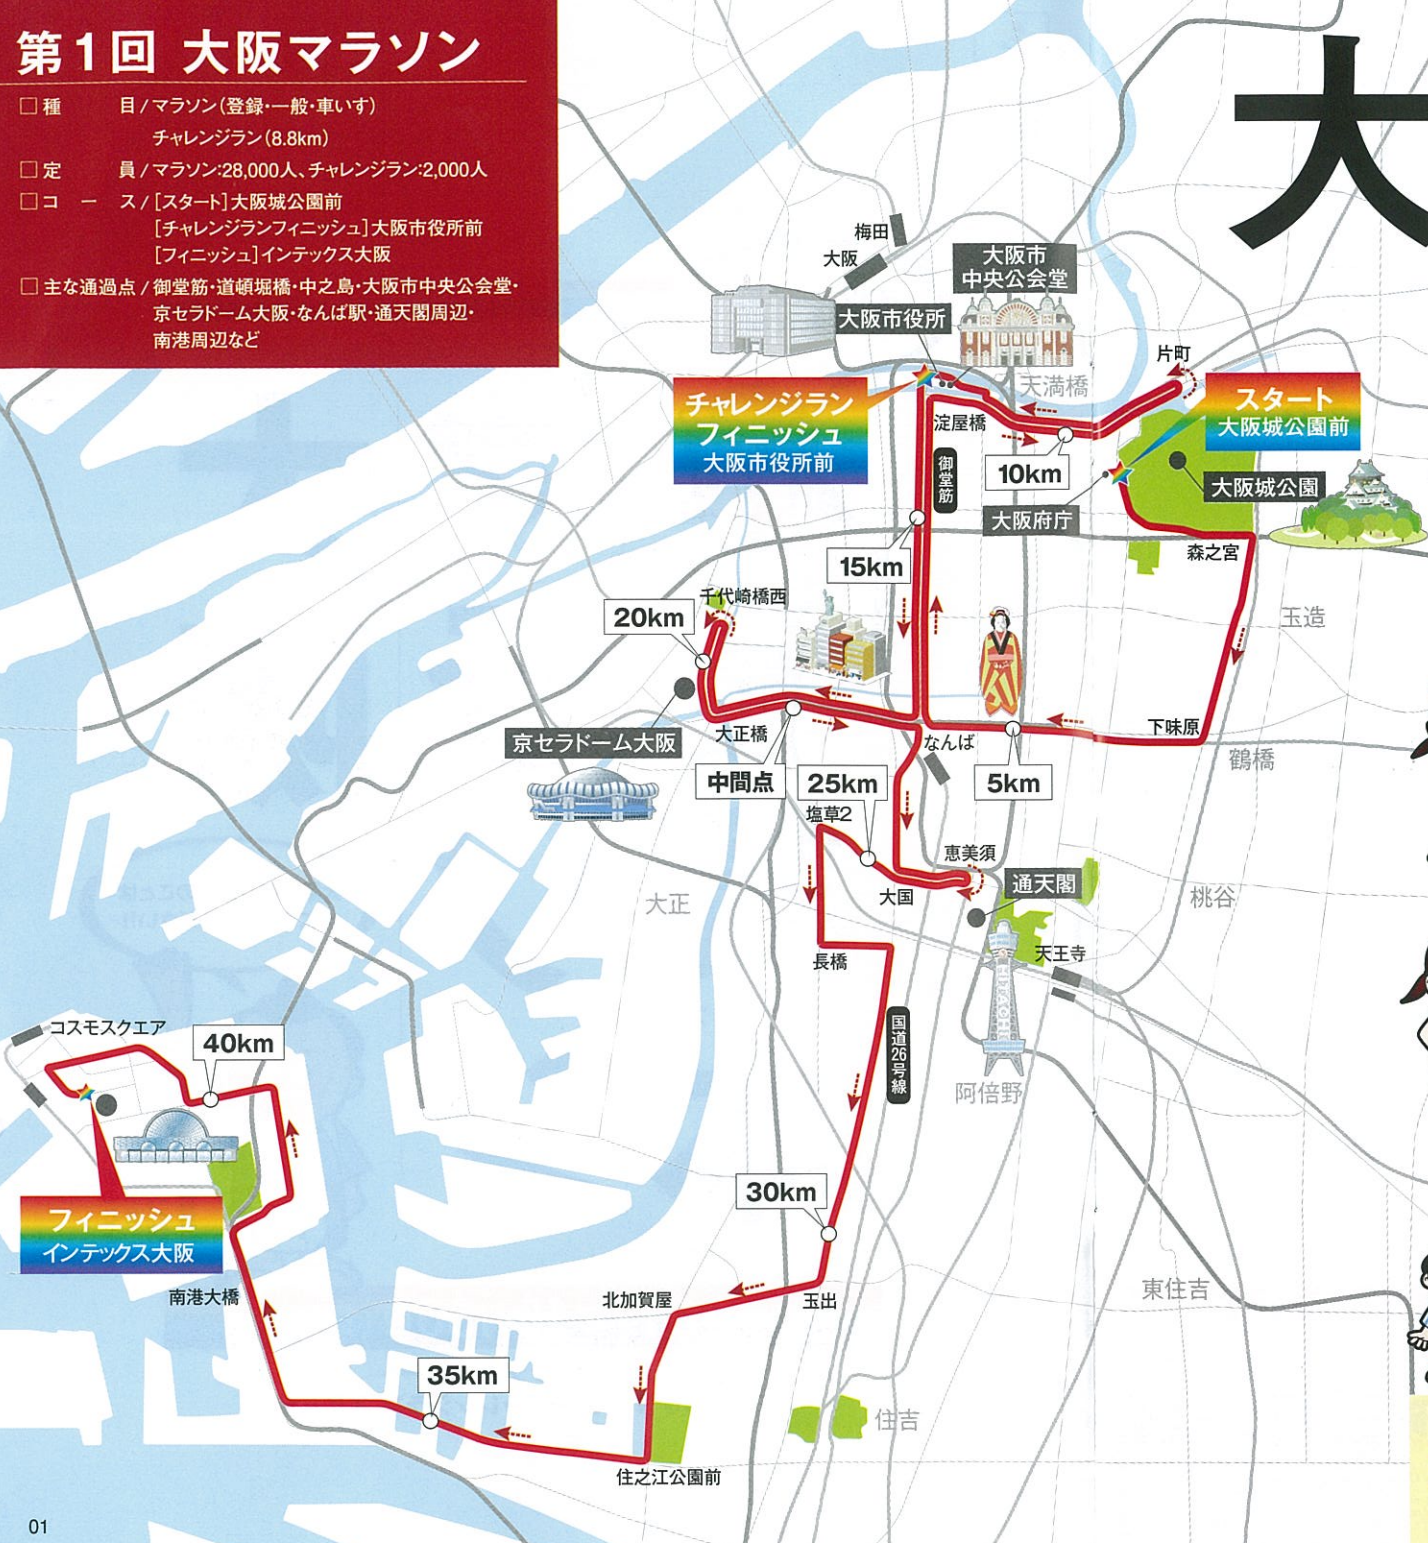 第1回 大阪マラソン
□種　目/マラソン(登録・一般・車いす)
チャレンジラン(8.8km)
□定　員/マラソン:28,000人、チャレンジラン:2,000人
□コース/[スタート]大阪城公園前
[チャレンジランフィニッシュ]大阪市役所前
[フィニッシュ]インテックス大阪
□主な通過点/御堂筋・道頓堀橋・中之島・大阪市中央公会堂・
京セラドーム大阪・なんば駅・通天閣周辺・
南港周辺など
大
梅田
大阪
大阪市
中央公会堂
大阪市役所
片町
天満橋
チャレンジラン
フィニッシュ
大阪市役所前
スタート
大阪城公園前
淀屋橋
御堂筋
10km
大阪城公園
大阪府庁
森之宮
15km
千代崎橋西
20km
玉造
京セラドーム大阪
大正橋
なんば
下味原
鶴橋
中間点
25km
5km
塩草2
恵美須
大国
通天閣
大正
桃谷
長橋
天王寺
コスモスクエア
40km
国道26号線
阿倍野
30km
フィニッシュ
インテックス大阪
南港大橋
北加賀屋
玉出
東住吉
35km
住吉
住之江公園前
01